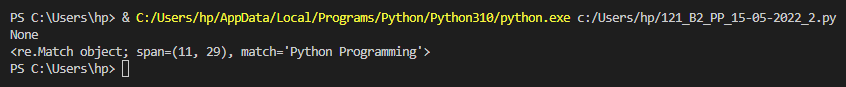 PS C:\Users\hp> & C:/Users/hp/AppData/Local/Programs/Python/Python310/python.exe c:/Users/hp/121_B2_PP_15-05-2022_2.py
None
<re.Match object; span=(11, 29), match='Python Programming'>
PS C:\Users\hp>